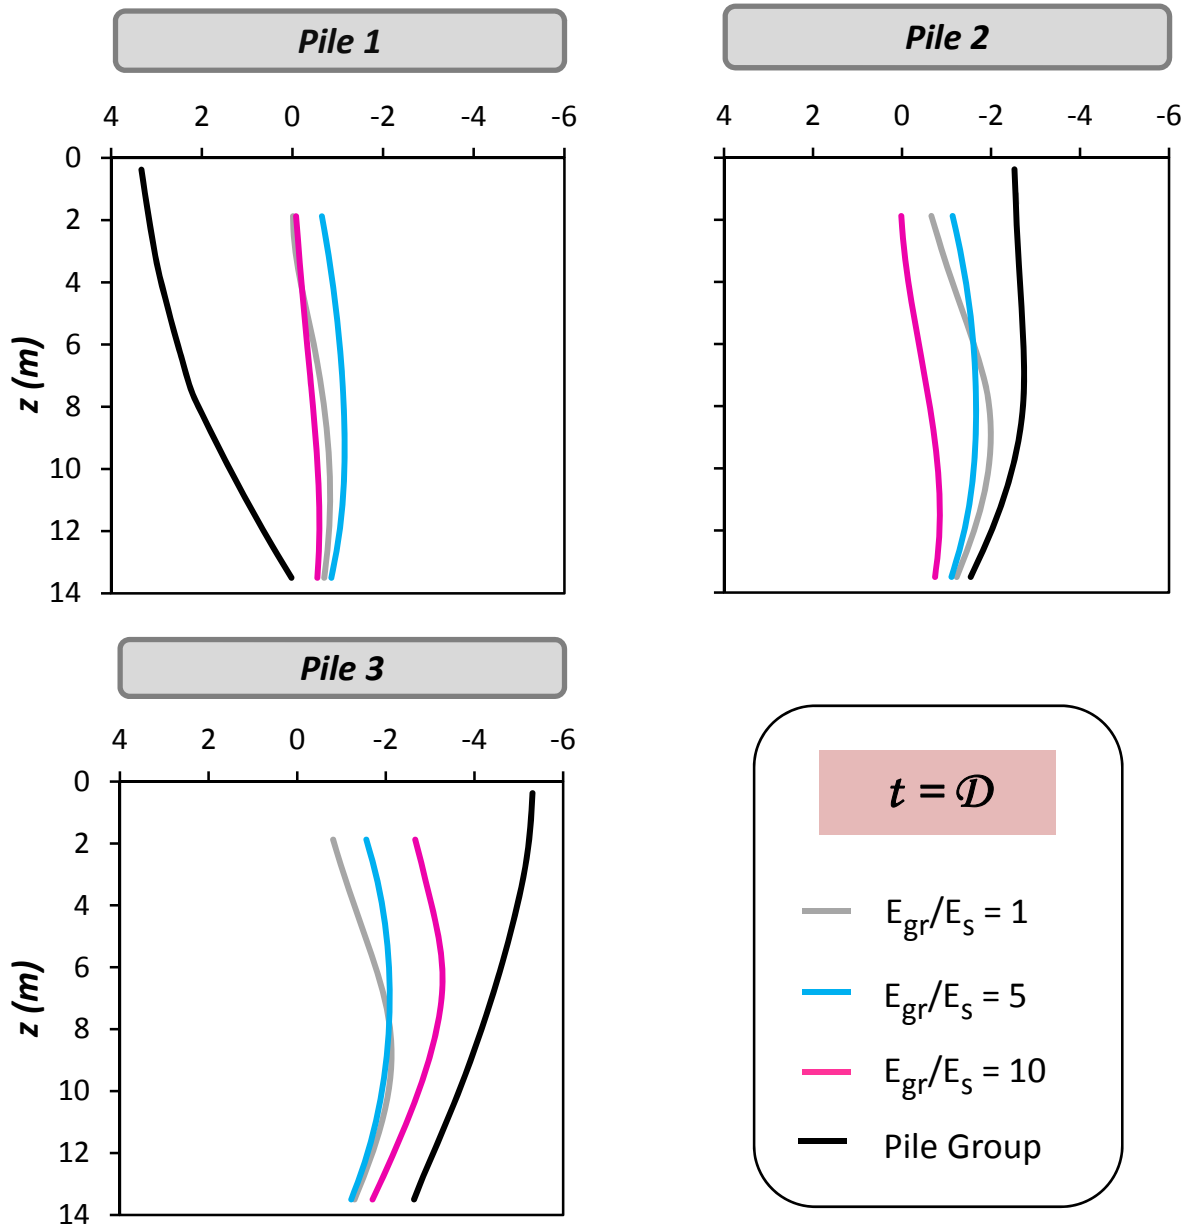 Pile 1
4 2 0 -2 -4 -6
0
2
4
6
8
10
12
14
z (m)
Pile 2
4 2 0 -2 -4 -6
Pile 3
4 2 0 -2 -4 -6
0
2
4
6
8
10
12
14
z (m)
t = 𝒟
Egr/Es = 1
Egr/Es = 5
Egr/Es = 10
Pile Group